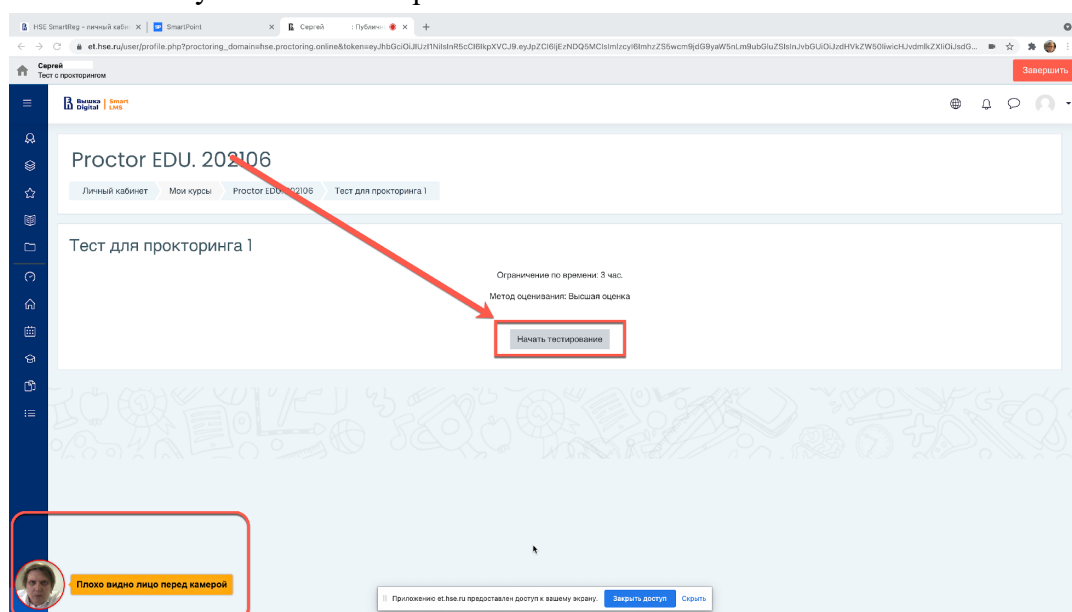 HSE SmartReg - личный кабин
SmartPoint
Сергей : Публичн
et.hse.ru/user/profile.php?proctoring_domain=hse.proctoring.online&token=
Сергей
Тест с прокторингом
Завершить
Вышка Digital Smart LMS
Proctor EDU. 202106
Личный кабинет Мои курсы Proctor EDU. 202106 Тест для прокторинга 1
Тест для прокторинга 1
Ограничение по времени: 3 час.
Метод оценивания: Высшая оценка
Начать тестирование
Плохо видно лицо перед камерой
Приложению et.hse.ru предоставлен доступ к вашему экрану. Закрыть доступ Скрыть